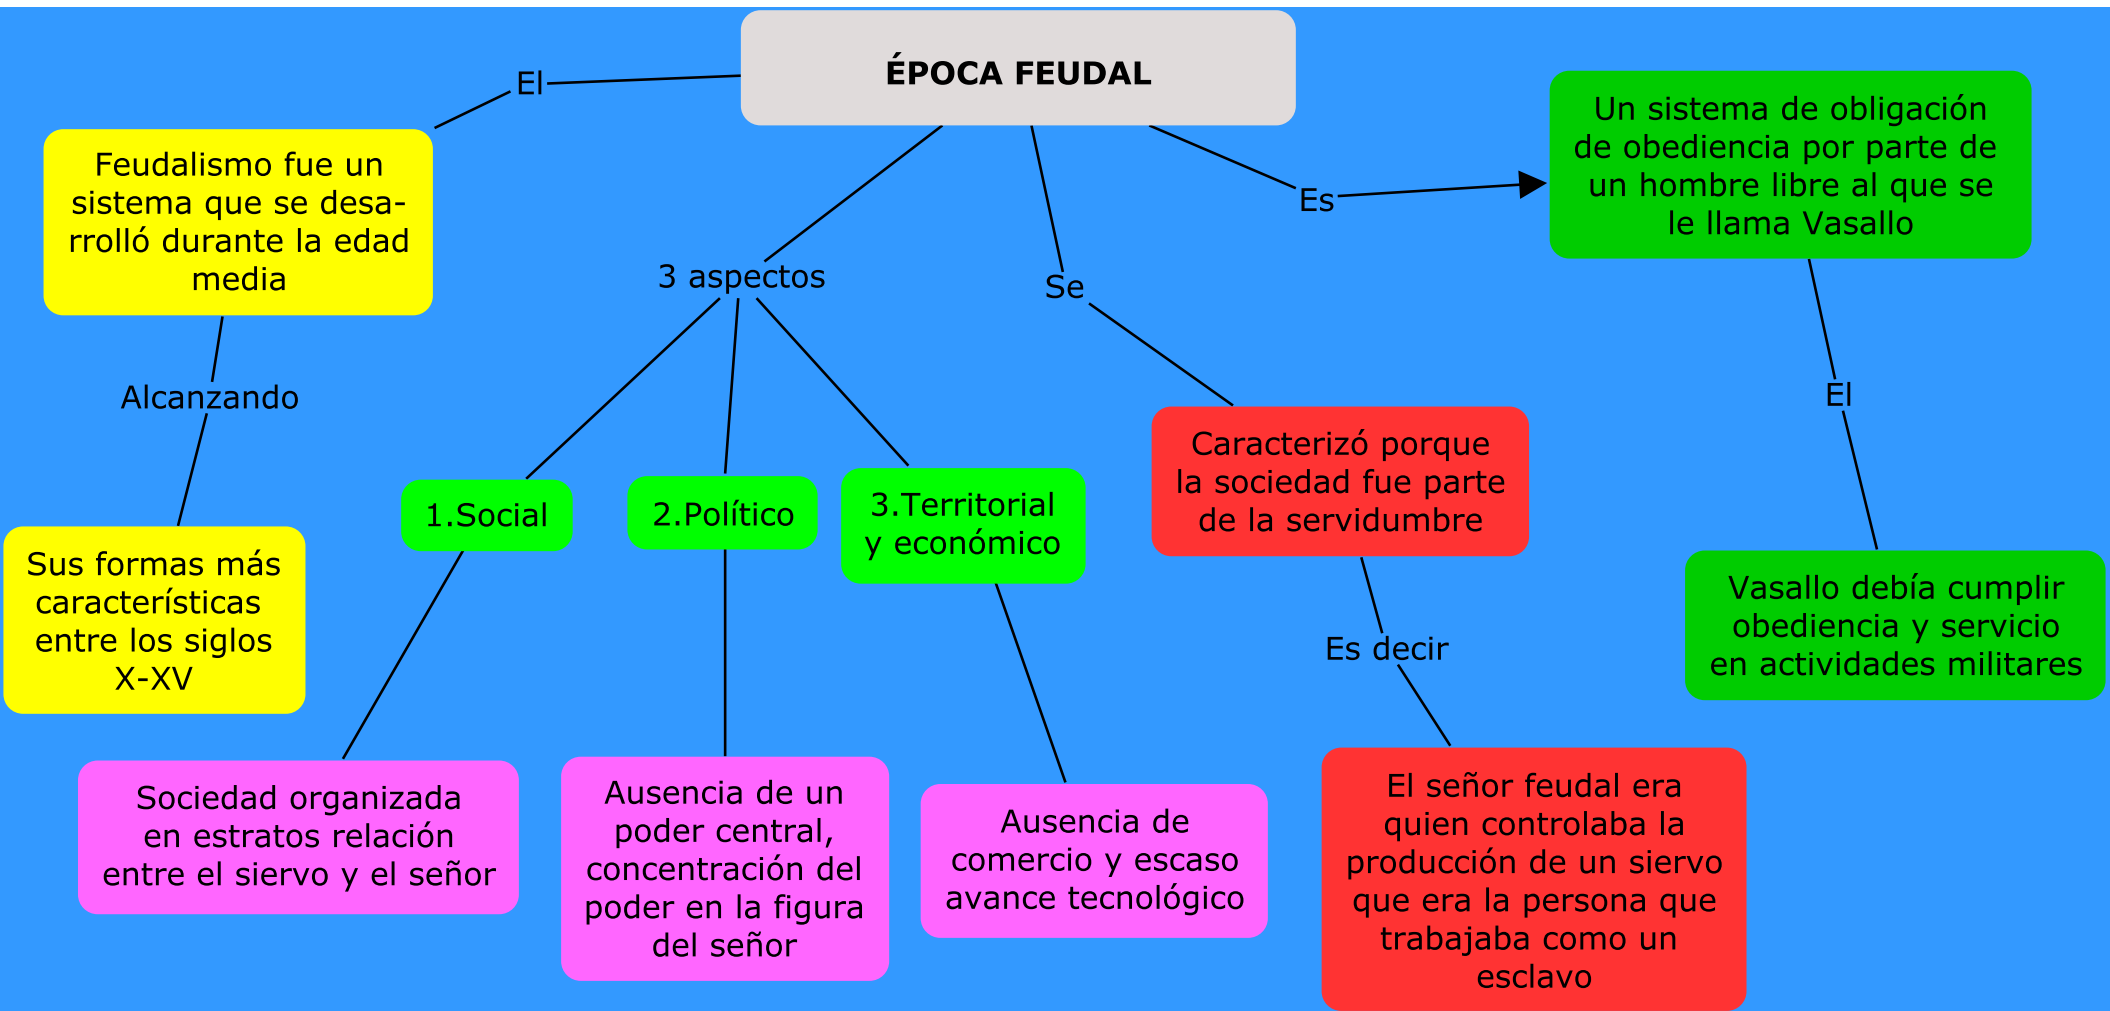 ÉPOCA FEUDAL
El
Feudalismo fue un
sistema que se desa-
rrolló durante la edad
media
Alcanzando
Sus formas más
características
entre los siglos
X-XV
3 aspectos
1.Social
Sociedad organizada
en estratos relación
entre el siervo y el señor
2.Político
Ausencia de un
poder central,
concentración del
poder en la figura
del señor
3.Territorial
y económico
Ausencia de
comercio y escaso
avance tecnológico
Se
Caracterizó porque
la sociedad fue parte
de la servidumbre
Es decir
El señor feudal era
quien controlaba la
producción de un siervo
que era la persona que
trabajaba como un
esclavo
Es
Un sistema de obligación
de obediencia por parte de
un hombre libre al que se
le llama Vasallo
El
Vasallo debía cumplir
obediencia y servicio
en actividades militares